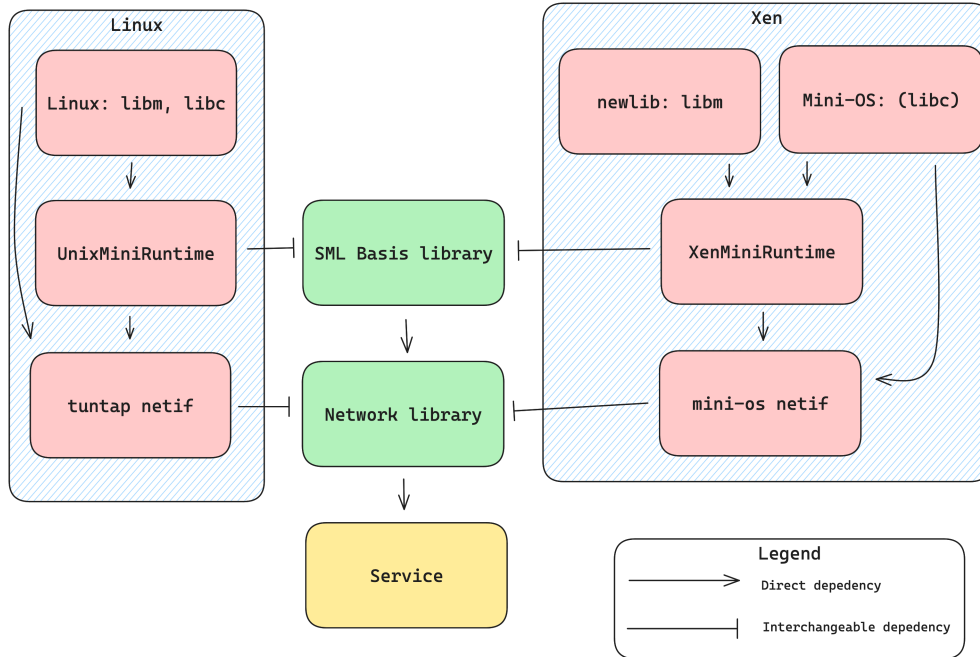 Linux
Linux: libm, libc
UnixMiniRuntime
tuntap netif
SML Basis library
Network library
Service
Xen
newlib: libm
Mini-OS: (libc)
XenMiniRuntime
mini-os netif
Legend
Direct depedency
Interchangeable depedency